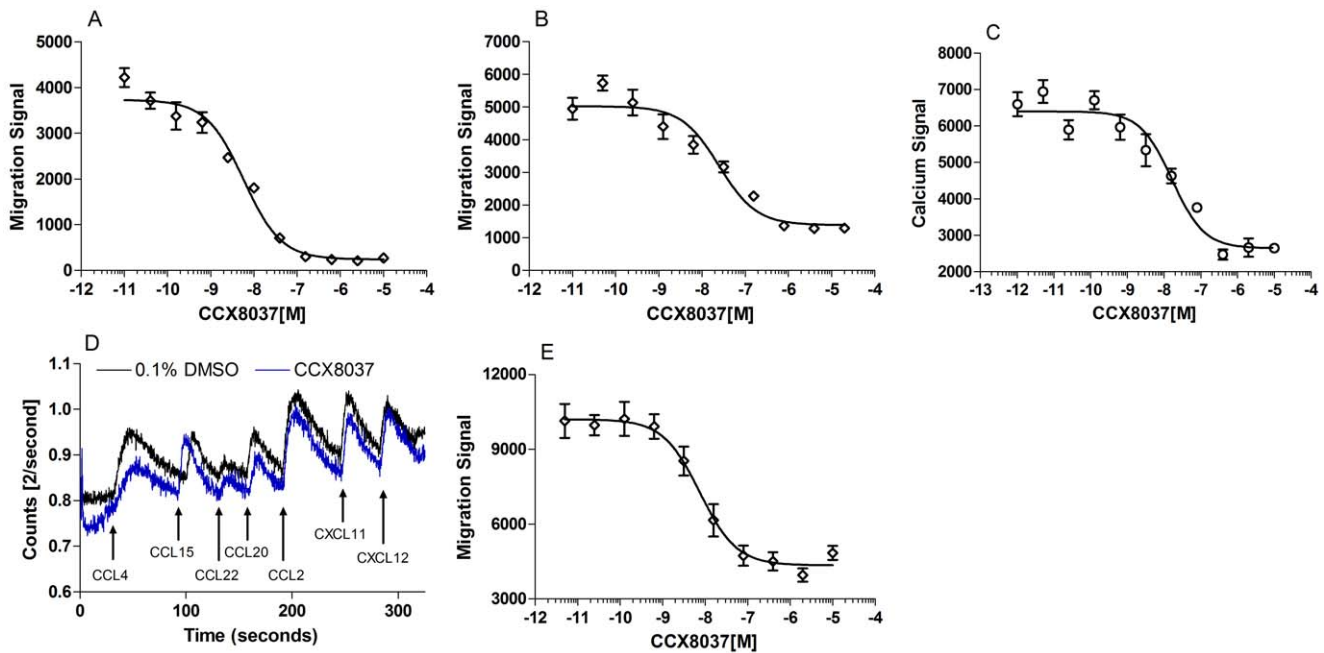 A
5000
4000
3000
2000
1000
0
Migration Signal
-12 -11 -10 -9 -8 -7 -6 -5 -4
CCX8037[M]
B
7000
6000
5000
4000
3000
2000
1000
0
Migration Signal
-12 -11 -10 -9 -8 -7 -6 -5 -4
CCX8037[M]
C
8000
7000
6000
5000
4000
3000
2000
Calcium Signal
-13 -12 -11 -10 -9 -8 -7 -6 -5 -4
CCX8037[M]
D
0.1% DMSO CCX8037
1.1
1.0
0.9
0.8
0.7
0.6
Counts [2/second]
CCL4
CCL15
CCL22
CCL20
CCL2
CXCL11
CXCL12
0 100 200 300
Time (seconds)
E
12000
9000
6000
3000
Migration Signal
-12 -11 -10 -9 -8 -7 -6 -5 -4
CCX8037[M]